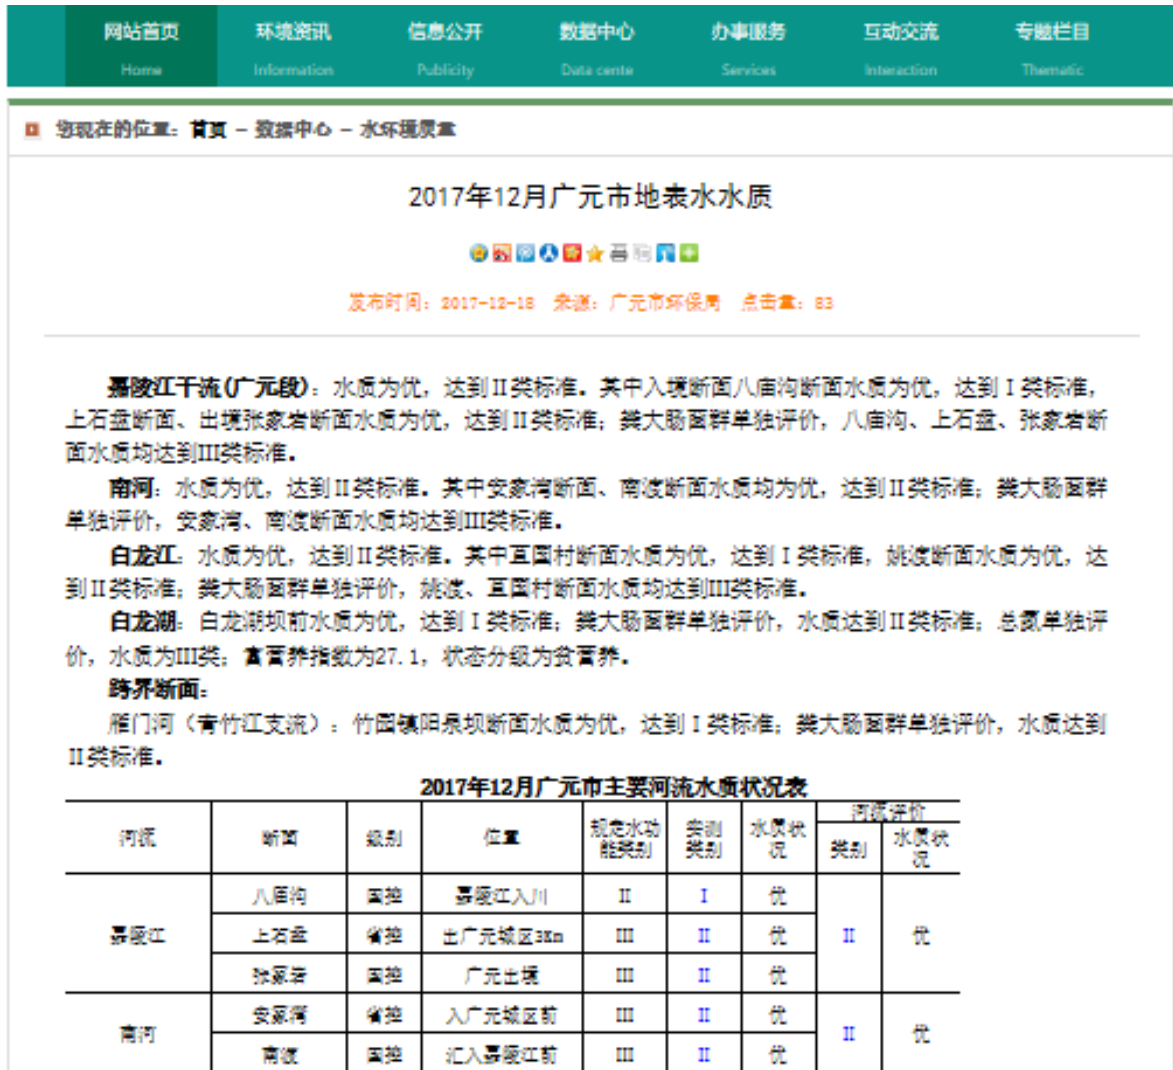 网站首页 环境资讯 信息公开 数据中心 办事服务 互动交流 专题栏目
Home Information Publicity Data cente Services Interaction Thematic
您现在的位置：首页 - 数据中心 - 水环境质量
2017年12月广元市地表水水质
发布时间：2017-12-18 来源：广元市环保局 点击量：83
嘉陵江干流(广元段)：水质为优，达到II类标准。其中入境断面八庙沟断面水质为优，达到 I 类标准，
上石盘断面、出境张家岩断面水质为优，达到II类标准；粪大肠菌群单独评价，八庙沟、上石盘、张家岩断
面水质均达到III类标准。
南河：水质为优，达到II类标准。其中安家湾断面、南渡断面水质均为优，达到II类标准；粪大肠菌群
单独评价，安家湾、南渡断面水质均达到III类标准。
白龙江：水质为优，达到II类标准。其中苴国村断面水质为优，达到 I 类标准，姚渡断面水质为优，达
到II类标准；粪大肠菌群单独评价，姚渡、苴国村断面水质均达到III类标准。
白龙湖：白龙湖坝前水质为优，达到 I 类标准；粪大肠菌群单独评价，水质达到II类标准；总氮单独评
价，水质为III类；富营养指数为27.1，状态分级为贫营养。
跨界断面：
雁门河（青竹江支流）：竹园镇阳泉坝断面水质为优，达到 I 类标准；粪大肠菌群单独评价，水质达到
II类标准。
2017年12月广元市主要河流水质状况表
河流 断面 级别 位置 规定水功能类别 实测类别 水质状况 河流评价
类别 水质状况
嘉陵江 八庙沟 国控 嘉陵江入川 II I 优 II 优
上石盘 省控 出广元城区3Km III II 优
张家岩 国控 广元出境 III II 优
南河 安家湾 省控 入广元城区前 III II 优 II 优
南渡 国控 汇入嘉陵江前 III II 优